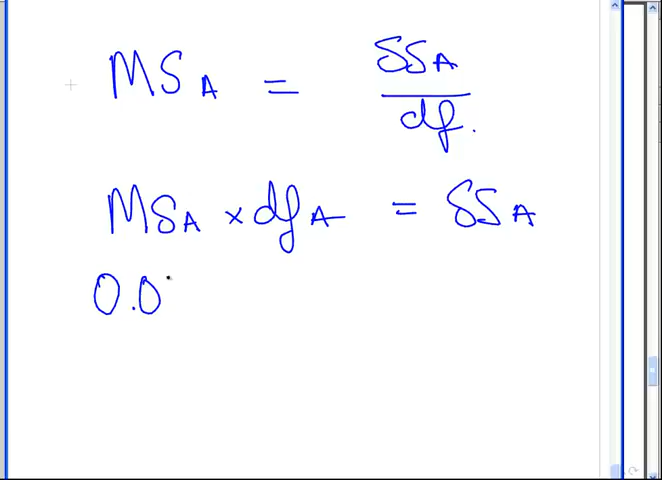 MSA = SSA / df.
MSA × dfA = SSA
0.0